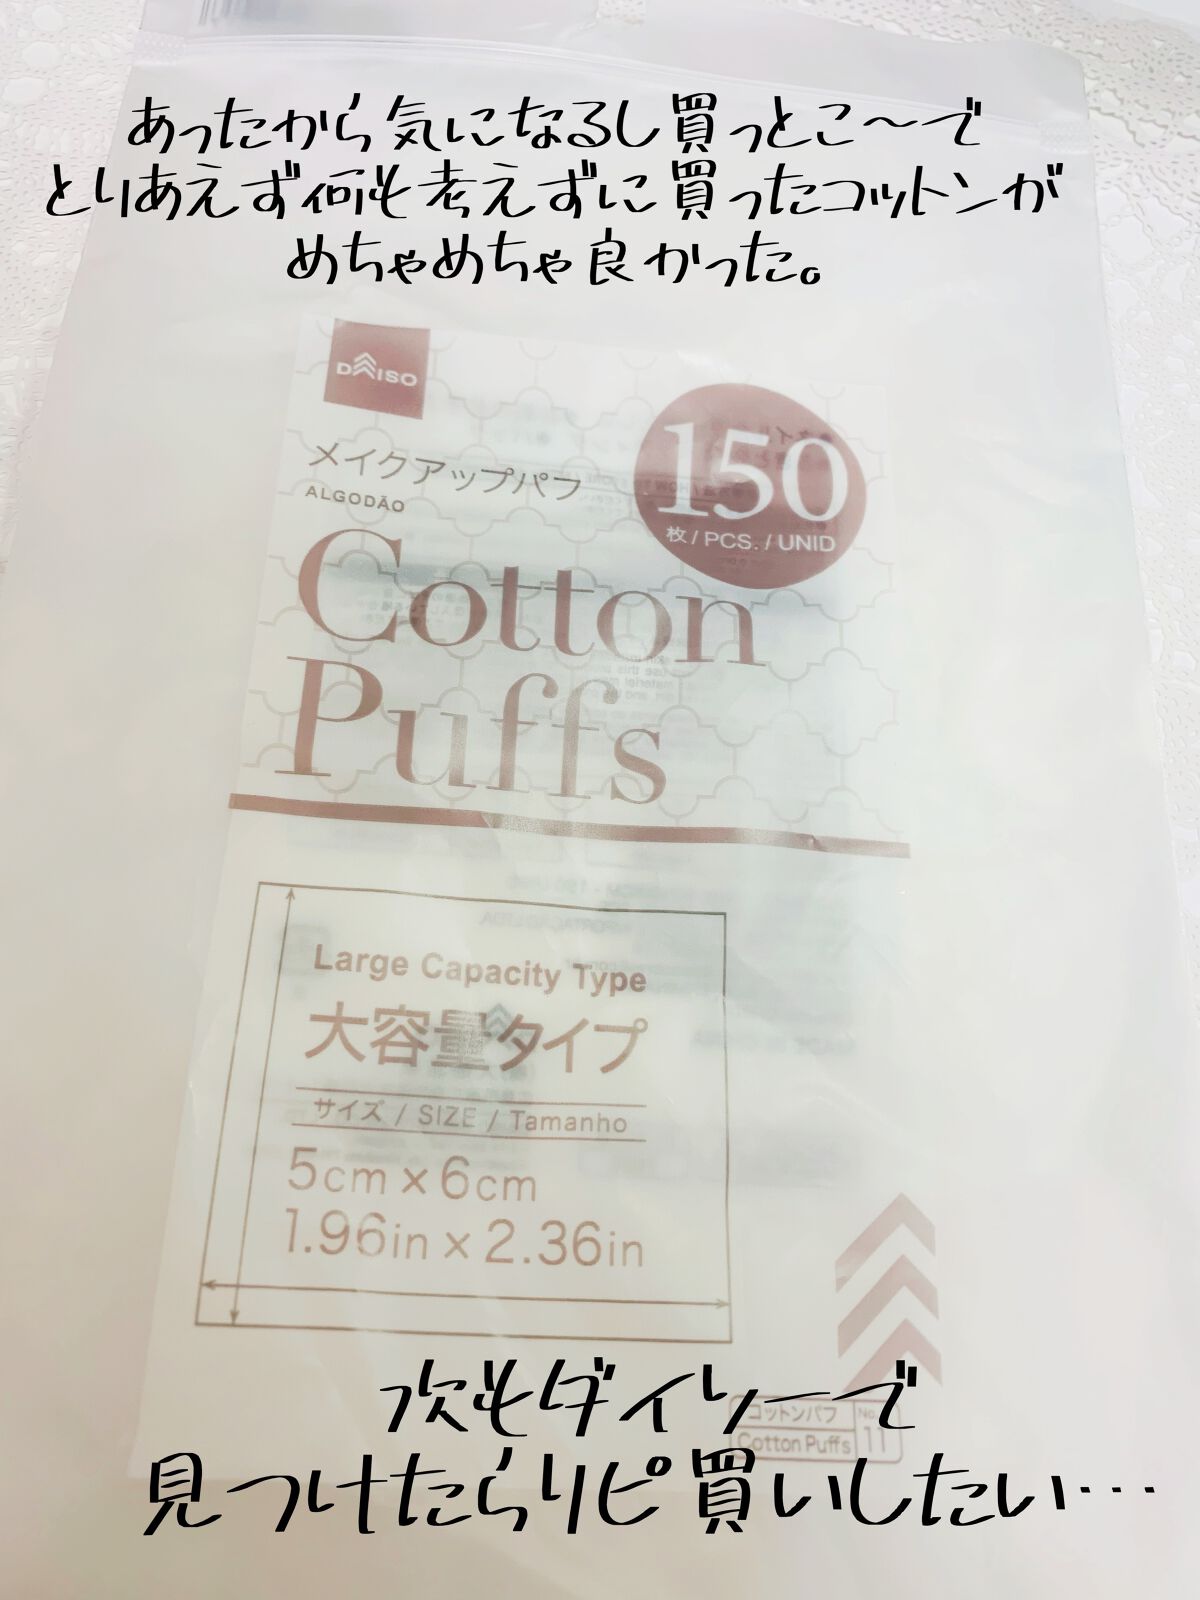 あったから気になるし買っとこ〜で
とりあえず何も考えずに買ったコットンが
めちゃめちゃ良かった。
DAISO
150
枚/PCS./UNID
メイクアップパフ
ALGODÃO
Cotton
Puffs
Large Capacity Type
大容量タイプ
サイズ / SIZE / Tamanho
5cm×6cm
1.96in×2.36in
次もダイソーで
コットンパフ No.
Cotton Puffs 11
見つけたらリピ買いしたい…